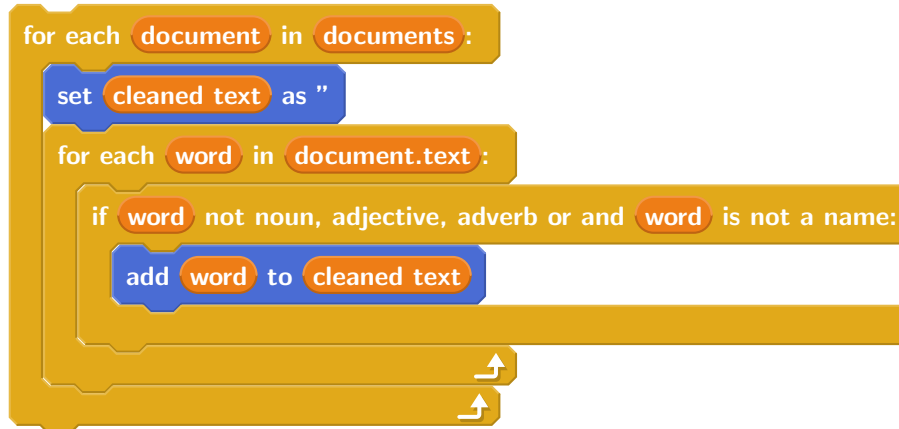 for each document in documents:
set cleaned text as ”
for each word in document.text:
if word not noun, adjective, adverb or and word is not a name:
add word to cleaned text